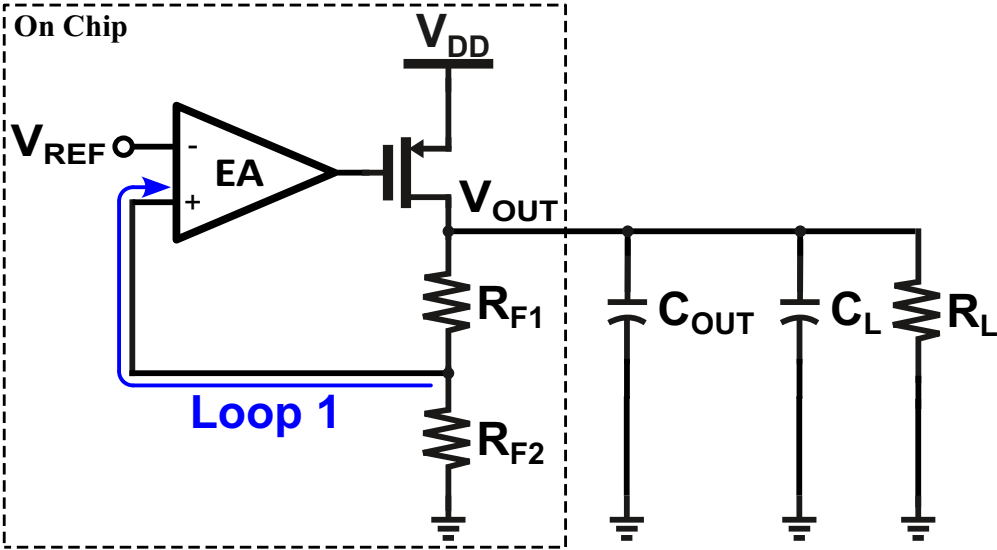 On Chip
VDD
VREF
-
EA
+
VOUT
RF1
COUT
CL
RL
Loop 1
RF2